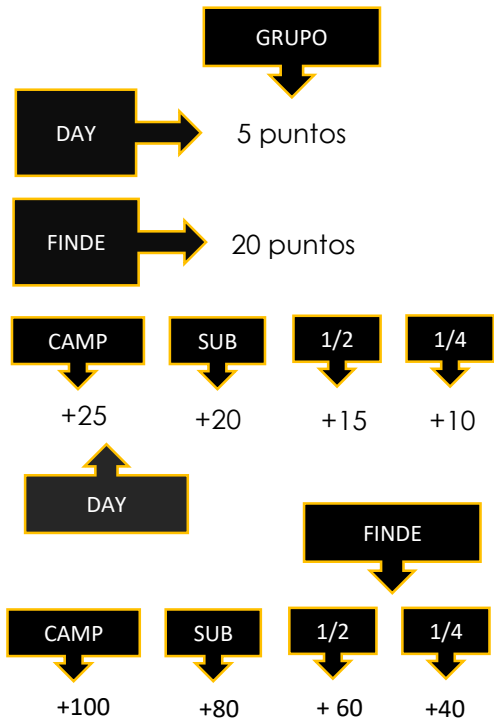 GRUPO
DAY
5 puntos
FINDE
20 puntos
CAMP
SUB
1/2
1/4
+25
+20
+15
+10
DAY
FINDE
CAMP
SUB
1/2
1/4
+100
+80
+ 60
+40